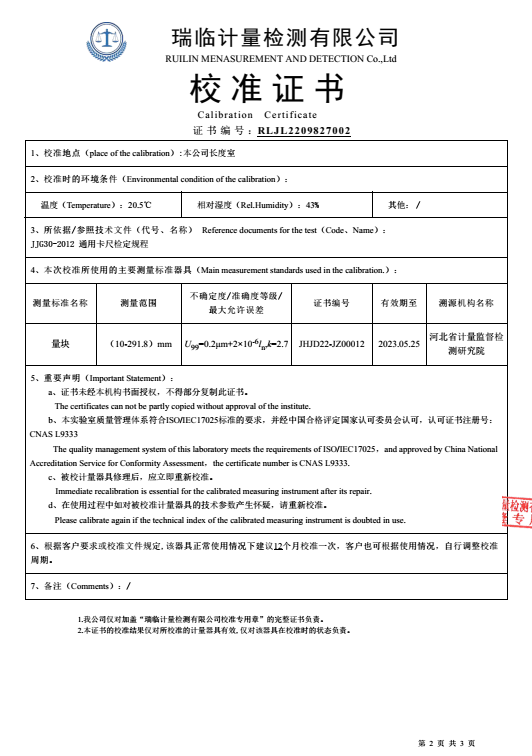 瑞临计量检测有限公司
RUILIN MENASUREMENT AND DETECTION Co.,Ltd
校准证书
Calibration Certificate
证书编号:RLJL2209827002
1、校准地点（place of the calibration）:本公司长度室
2、校准时的环境条件（Environmental condition of the calibration）:
温度（Temperature）: 20.5℃ 相对湿度（Rel.Humidity）: 43% 其他: /
3、所依据/参照技术文件（代号、名称） Reference documents for the test（Code、Name）:
JJG30-2012 通用卡尺检定规程
4、本次校准所使用的主要测量标准器具（Main measurement standards used in the calibration.）:
测量标准名称 测量范围 不确定度/准确度等级/最大允许误差 证书编号 有效期至 溯源机构名称
量块 （10-291.8）mm U99=0.2μm+2×10-6ln,k=2.7 JHJD22-JZ00012 2023.05.25 河北省计量监督检测研究院
5、重要声明（Important Statement）:
a、证书未经本机构书面授权，不得部分复制此证书。
The certificates can not be partly copied without approval of the institute.
b、本实验室质量管理体系符合ISO/IEC17025标准的要求，并经中国合格评定国家认可委员会认可，认可证书注册号：
CNAS L9333
The quality management system of this laboratory meets the requirements of ISO/IEC17025，and approved by China National
Accreditation Service for Conformity Assessment，the certificate number is CNAS L9333.
c、被校计量器具修理后，应立即重新校准。
Immediate recalibration is essential for the calibrated measuring instrument after its repair.
d、在使用过程中如对被校准计量器具的技术参数产生怀疑，请重新校准。
Please calibrate again if the technical index of the calibrated measuring instrument is doubted in use.
6、根据客户要求或校准文件规定,该器具正常使用情况下建议12个月校准一次，客户也可根据使用情况，自行调整校准
周期。
7、备注（Comments）: /
检测
专
1.我公司仅对加盖“瑞临计量检测有限公司校准专用章”的完整证书负责。
2.本证书的校准结果仅对所校准的计量器具有效,仅对该器具在校准时的状态负责。
第 2 页 共 3 页